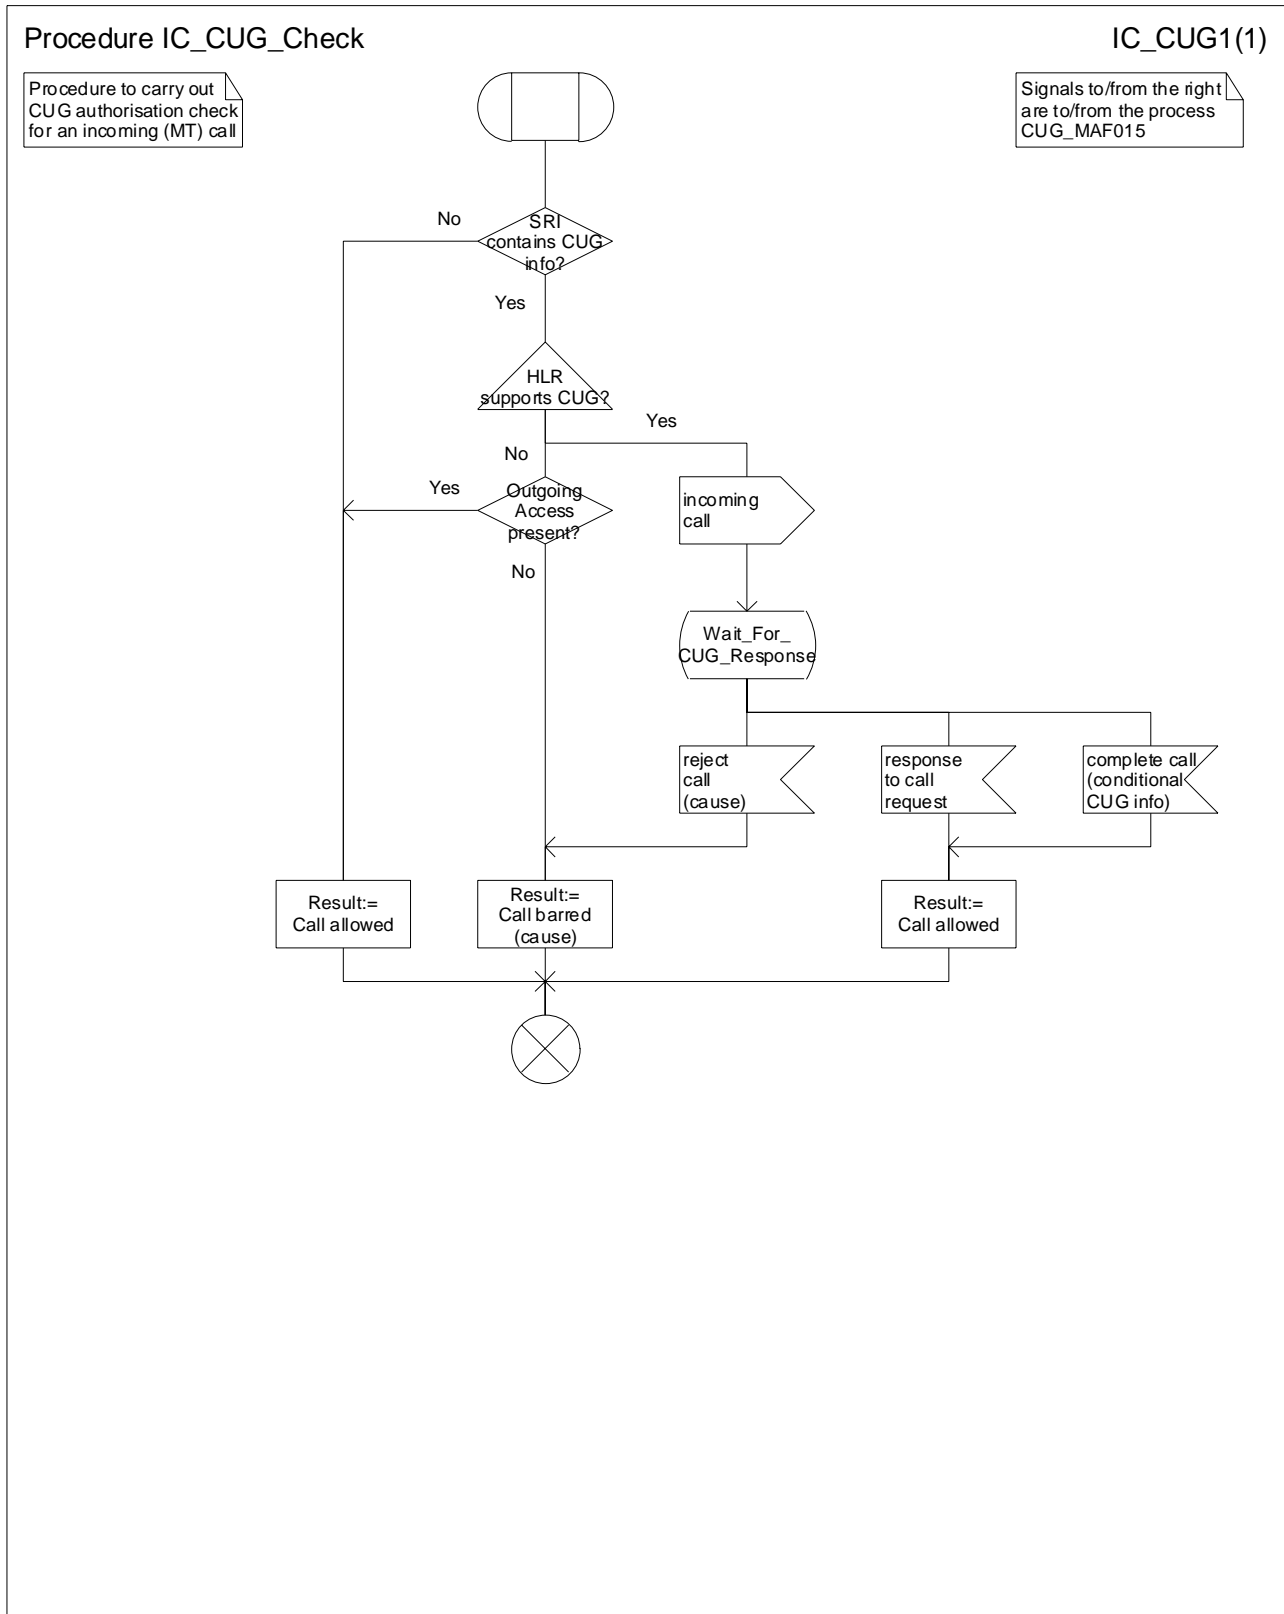 Procedure IC_CUG_Check
IC_CUG1(1)
Procedure to carry out
CUG authorisation check
for an incoming (MT) call
Signals to/from the right
are to/from the process
CUG_MAF015
No
SRI
contains CUG
info?
Yes
HLR
supports CUG?
Yes
No
Yes
Outgoing
Access
present?
incoming
call
No
Wait_For_
CUG_Response
reject
call
(cause)
response
to call
request
complete call
(conditional
CUG info)
Result:=
Call allowed
Result:=
Call barred
(cause)
Result:=
Call allowed